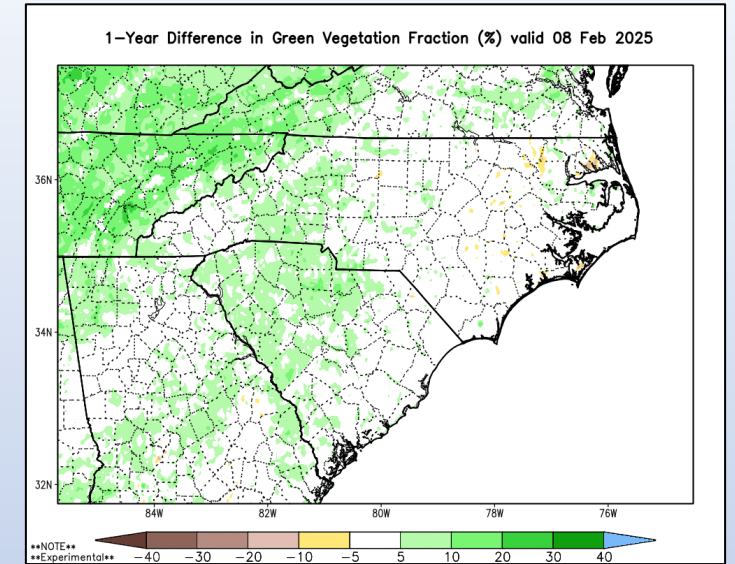 1-Year Difference in Green Vegetation Fraction (%) valid 08 Feb 2025
36N
34N
32N
84W 82W 80W 78W 76W
**NOTE**
**Experimental** -40 -30 -20 -10 -5 5 10 20 30 40